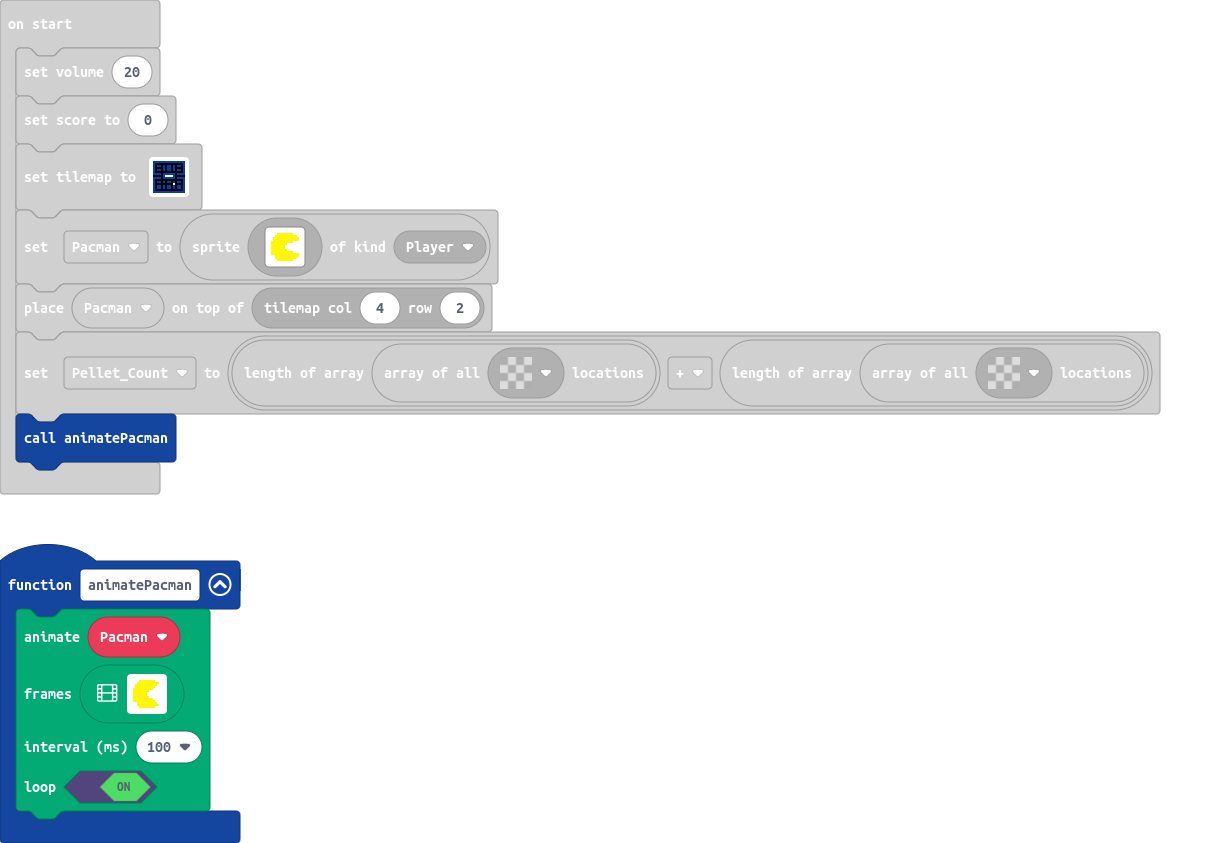 on start
set volume 20
set score to 0
set tilemap to
set Pacman to sprite of kind Player
place Pacman on top of tilemap col 4 row 2
set Pellet_Count to length of array array of all locations + length of array array of all locations
call animatePacman
function animatePacman
animate Pacman
frames
interval (ms) 100
loop ON